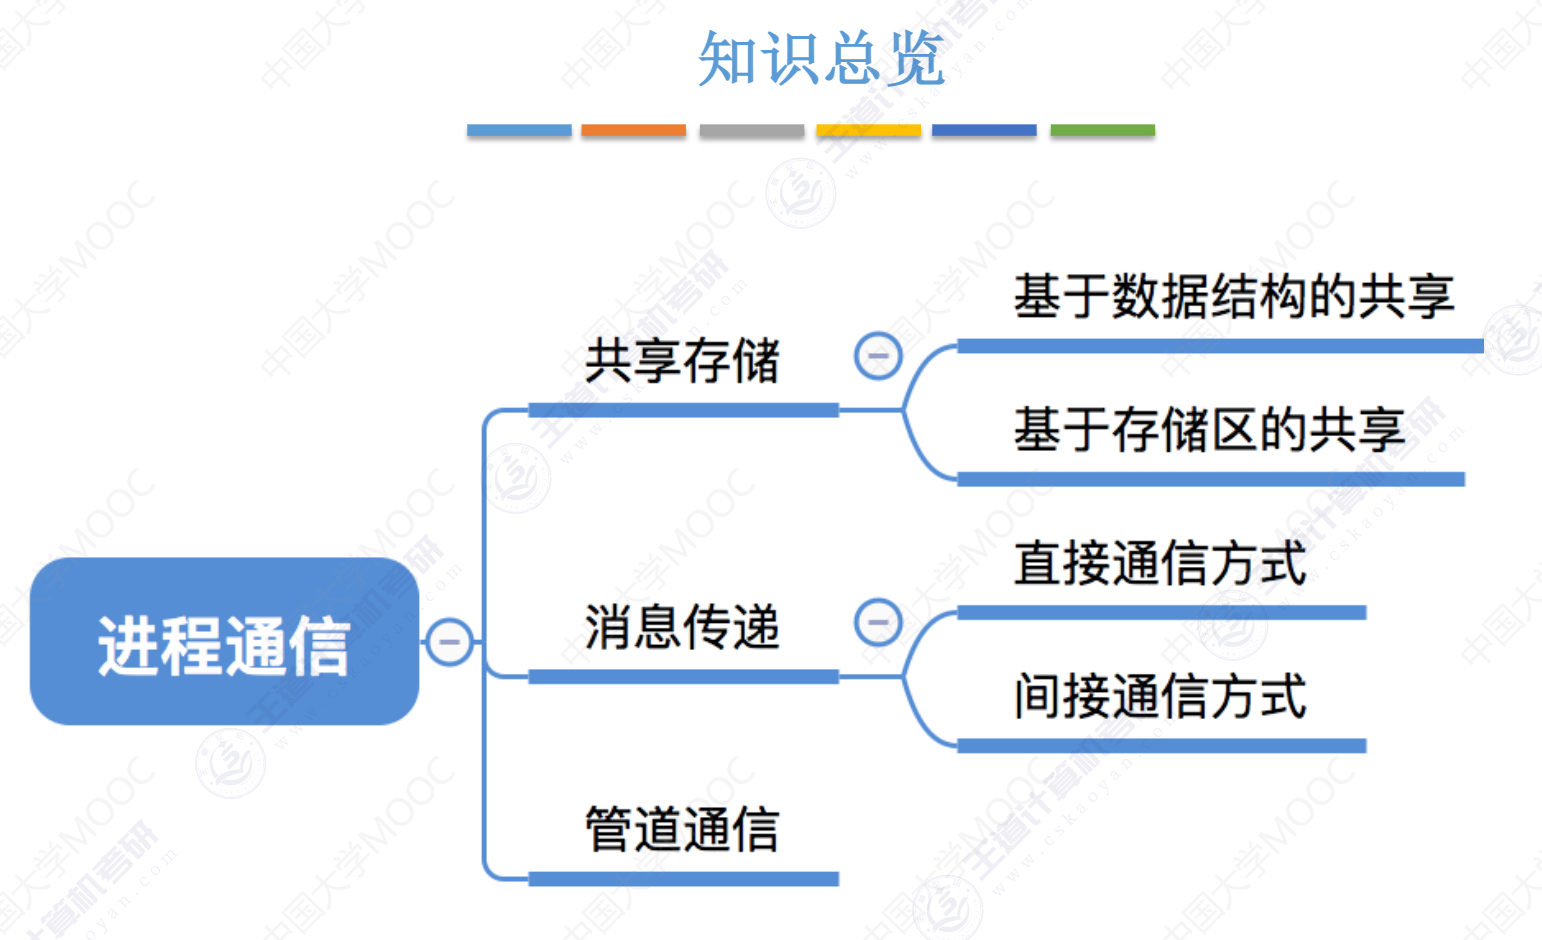 知识总览
基于数据结构的共享
共享存储
基于存储区的共享
直接通信方式
进程通信
消息传递
间接通信方式
管道通信
中国大学MOOC
王道计算机考研
www.cskaoyan.com